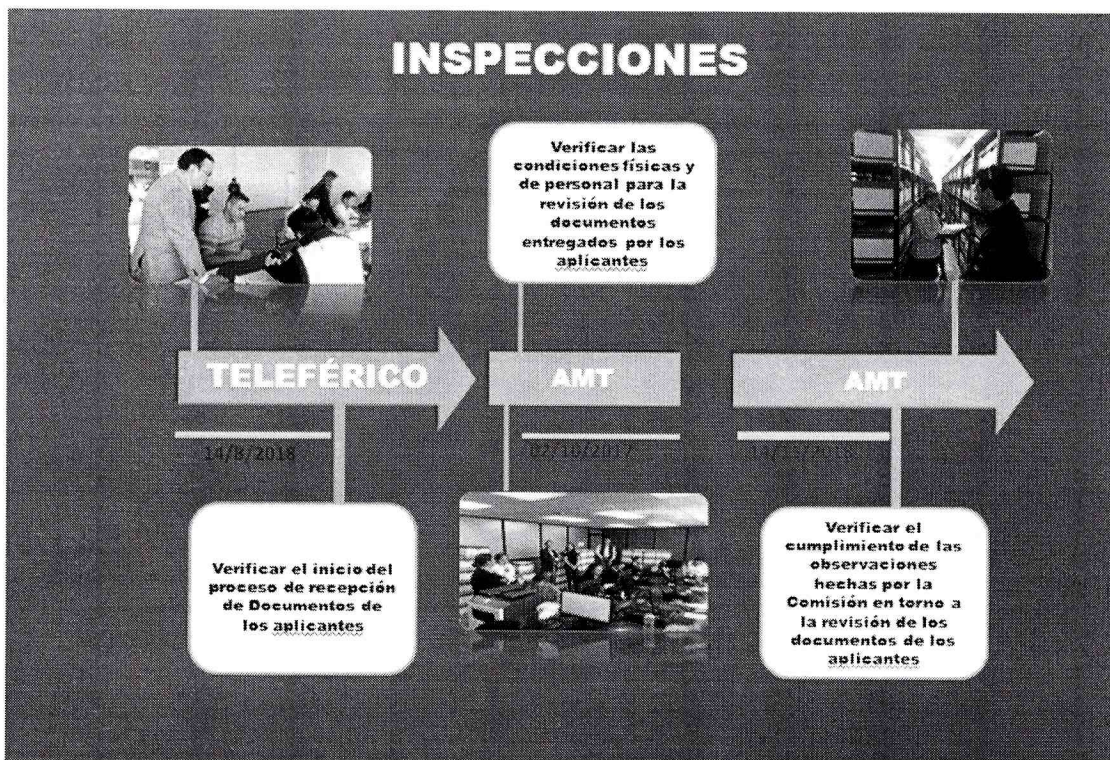 INSPECCIONES
Verificar las
condiciones físicas y
de personal para la
revisión de los
documentos
entregados por los
aplicantes
TELEFÉRICO
AMT
AMT
14/8/2018
02/10/2017
Verificar el inicio del
proceso de recepción
de Documentos de
los aplicantes
Verificar el
cumplimiento de las
observaciones
hechas por la
Comisión en torno a
la revisión de los
documentos de los
aplicantes